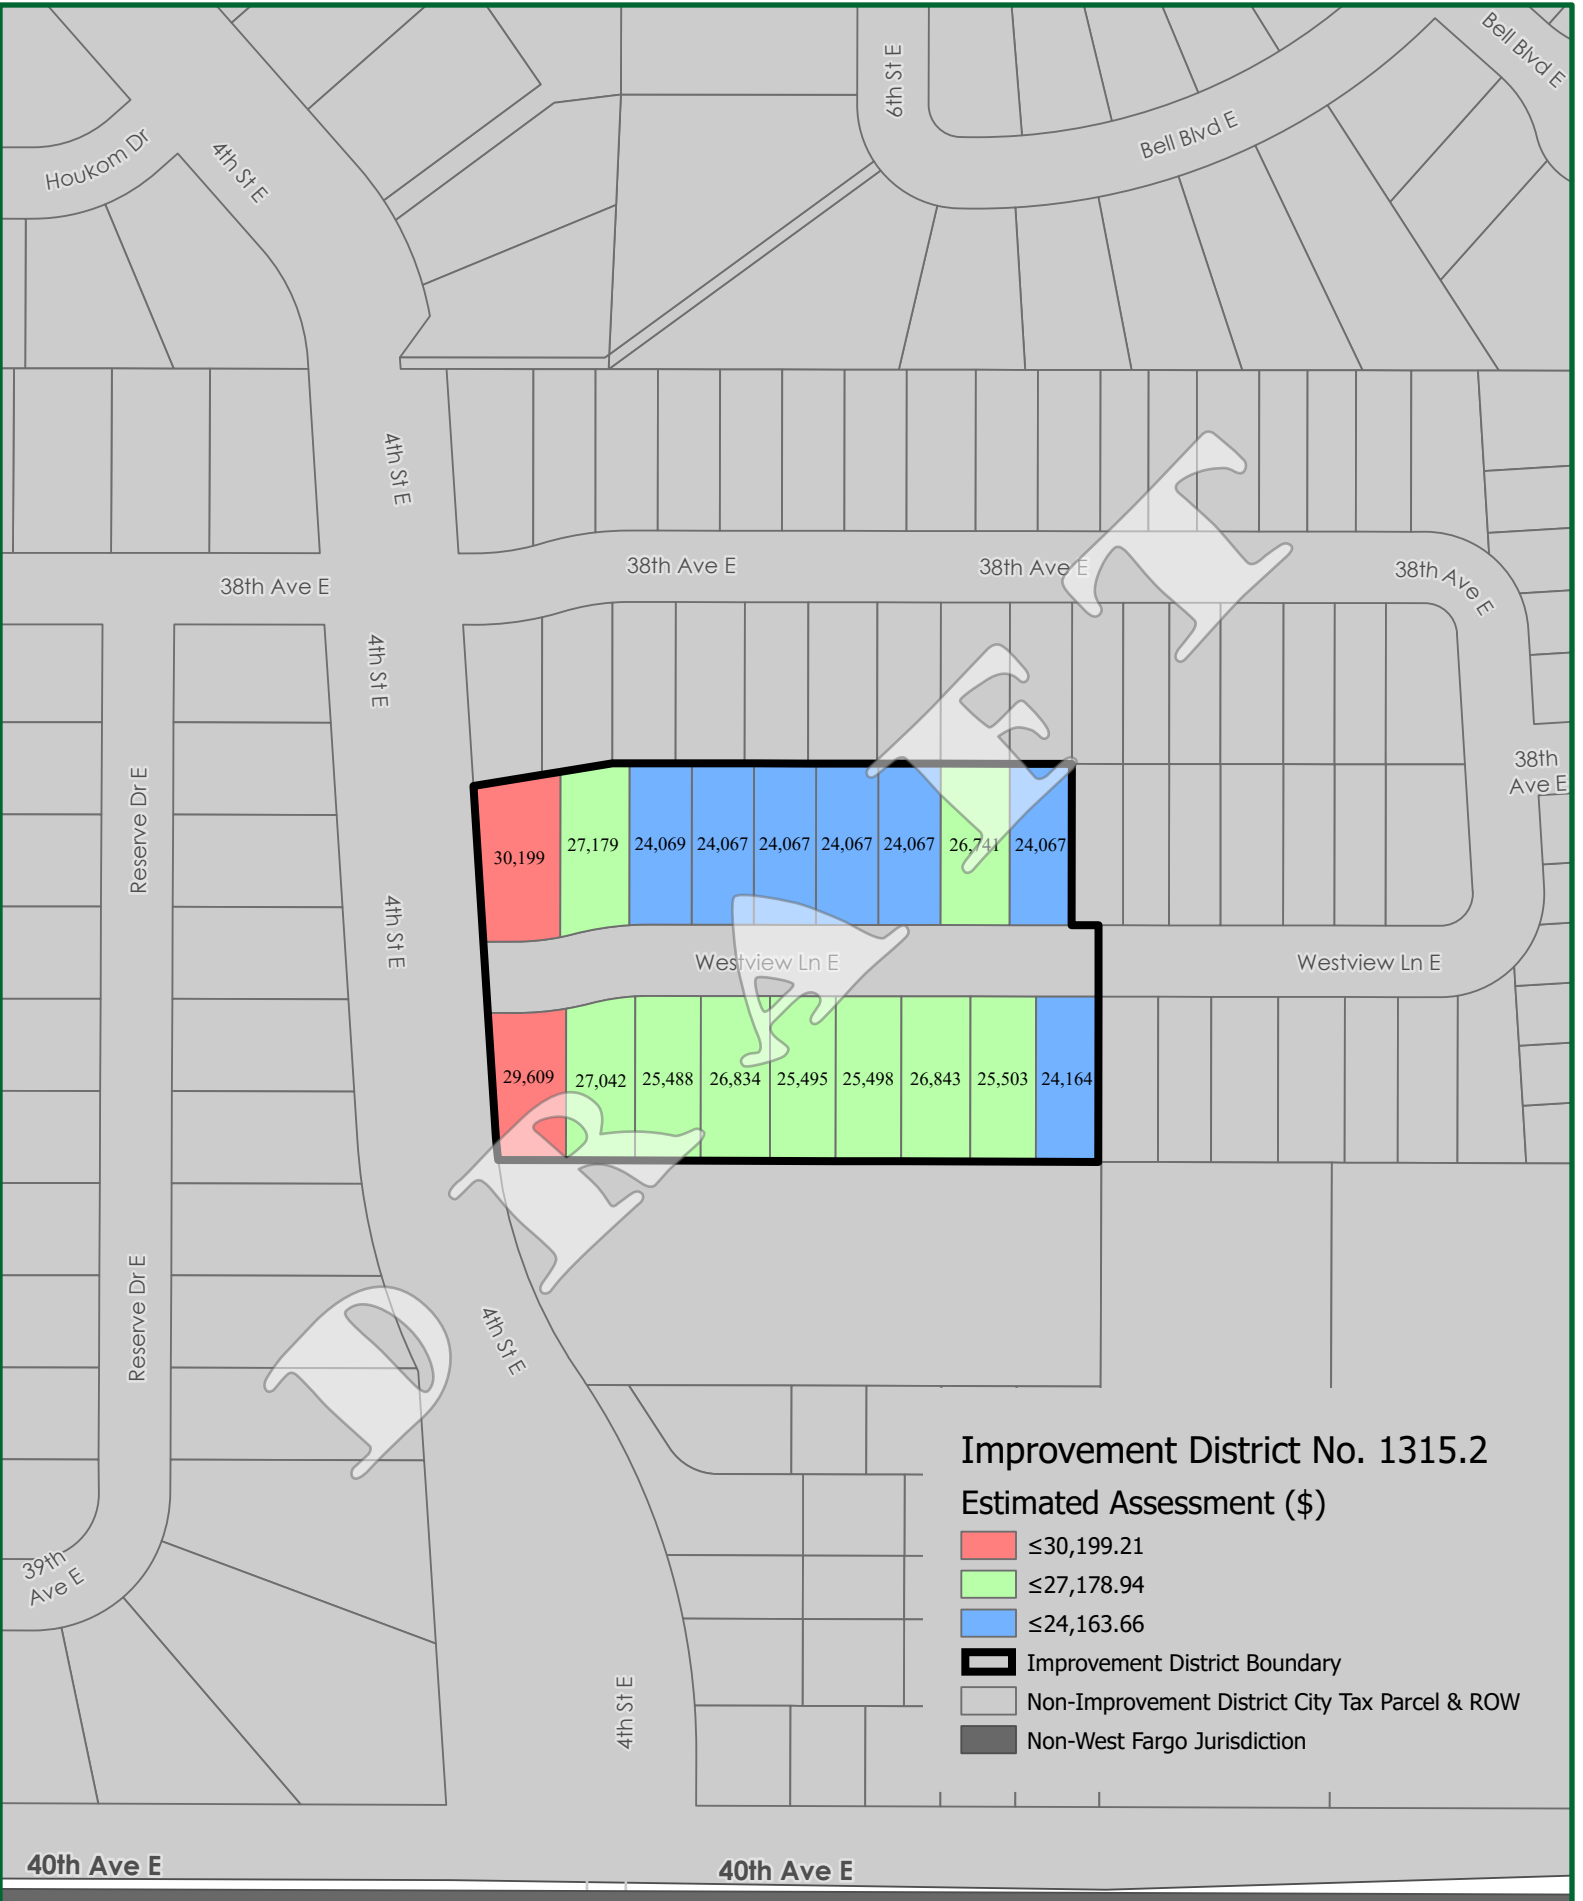 6th St E
Bell Blvd E
Bell Blvd E
Houkom Dr
4th St E
4th St E
38th Ave E
38th Ave E
38th Ave E
38th Ave E
4th St E
38th
Ave E
Reserve Dr E
30,199
27,179
24,069
24,067
24,067
24,067
24,067
26,741
24,067
4th St E
Westview Ln E
Westview Ln E
29,609
27,042
25,488
26,834
25,495
25,498
26,843
25,503
24,164
DRAFT
Reserve Dr E
4th St E
Improvement District No. 1315.2
Estimated Assessment ($)
≤30,199.21
≤27,178.94
≤24,163.66
Improvement District Boundary
Non-Improvement District City Tax Parcel & ROW
Non-West Fargo Jurisdiction
39th
Ave E
4th St E
40th Ave E
40th Ave E